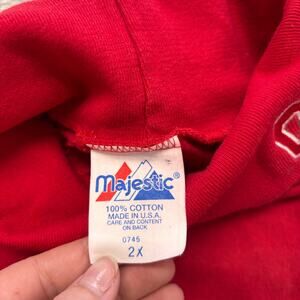 Majestic®
100% COTTON
MADE IN U.S.A.
CARE AND CONTENT
ON BACK
0745
2X